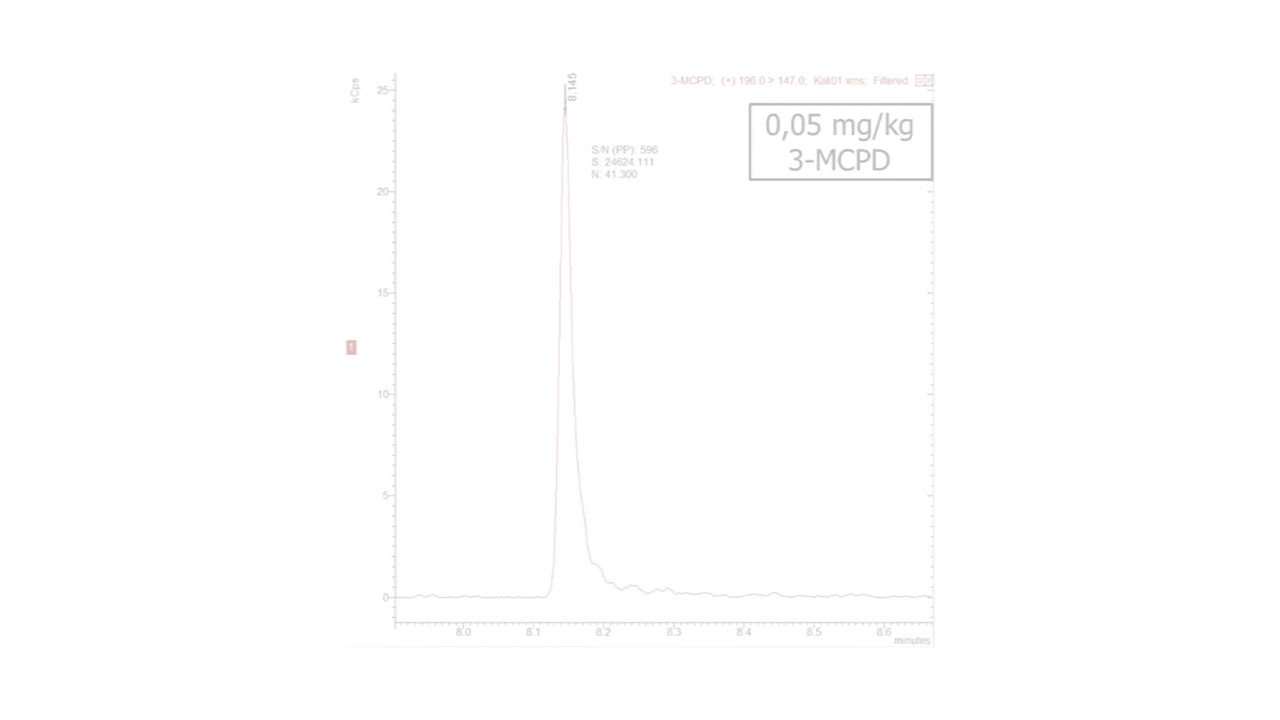 kCps
3-MCPD; (+) 196.0 > 147.0; Kali01.xms; Filtered
8.145
0,05 mg/kg
3-MCPD
S/N (PP): 596
S: 24624.111
N: 41.300
25
20
15
10
5
0
1
8.0 8.1 8.2 8.3 8.4 8.5 8.6
minutes